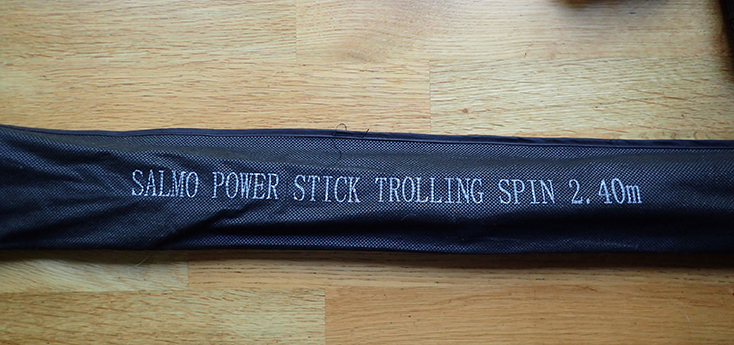 SALMO POWER STICK TROLLING SPIN 2.40m